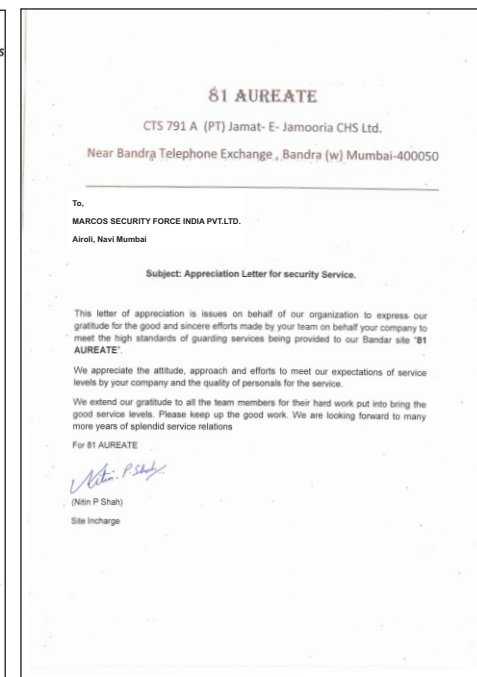 s
81 AUREATE
CTS 791 A (PT) Jamat- E- Jamooria CHS Ltd.
Near Bandra Telephone Exchange , Bandra (w) Mumbai-400050
To,
MARCOS SECURITY FORCE INDIA PVT.LTD.
Airoli, Navi Mumbai
Subject: Appreciation Letter for security Service.
This letter of appreciation is issues on behalf of our organization to express our
gratitude for the good and sincere efforts made by your team on behalf your company to
meet the high standards of guarding services being provided to our Bandar site "81
AUREATE".
We appreciate the attitude, approach and efforts to meet our expectations of service
levels by your company and the quality of personals for the service.
We extend our gratitude to all the team members for their hard work put into bring the
good service levels. Please keep up the good work. We are looking forward to many
more years of splendid service relations
For 81 AUREATE
Nitin P. Shah
(Nitin P Shah)
Site Incharge